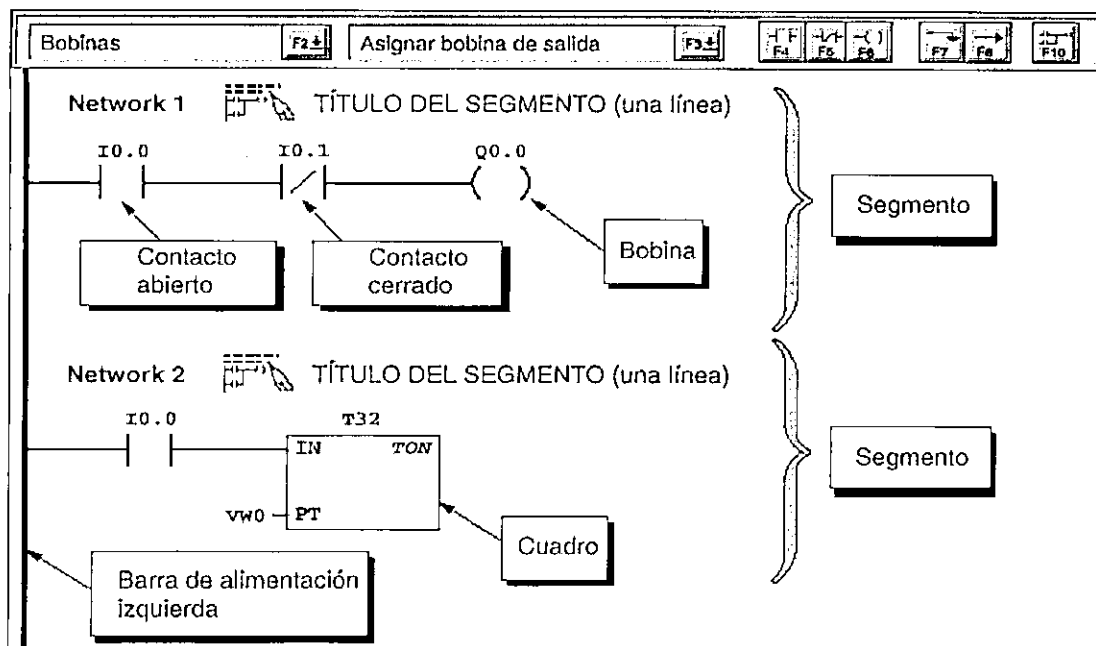 Bobinas F2 Asignar bobina de salida F3 F4 F5 F6 F7 F8 F10
Network 1 TÍTULO DEL SEGMENTO (una línea)
I0.0 I0.1 Q0.0
Segmento
Contacto
abierto
Contacto
cerrado
Bobina
Network 2 TÍTULO DEL SEGMENTO (una línea)
I0.0 T32
IN TON
Segmento
VW0 PT
Cuadro
Barra de alimentación
izquierda